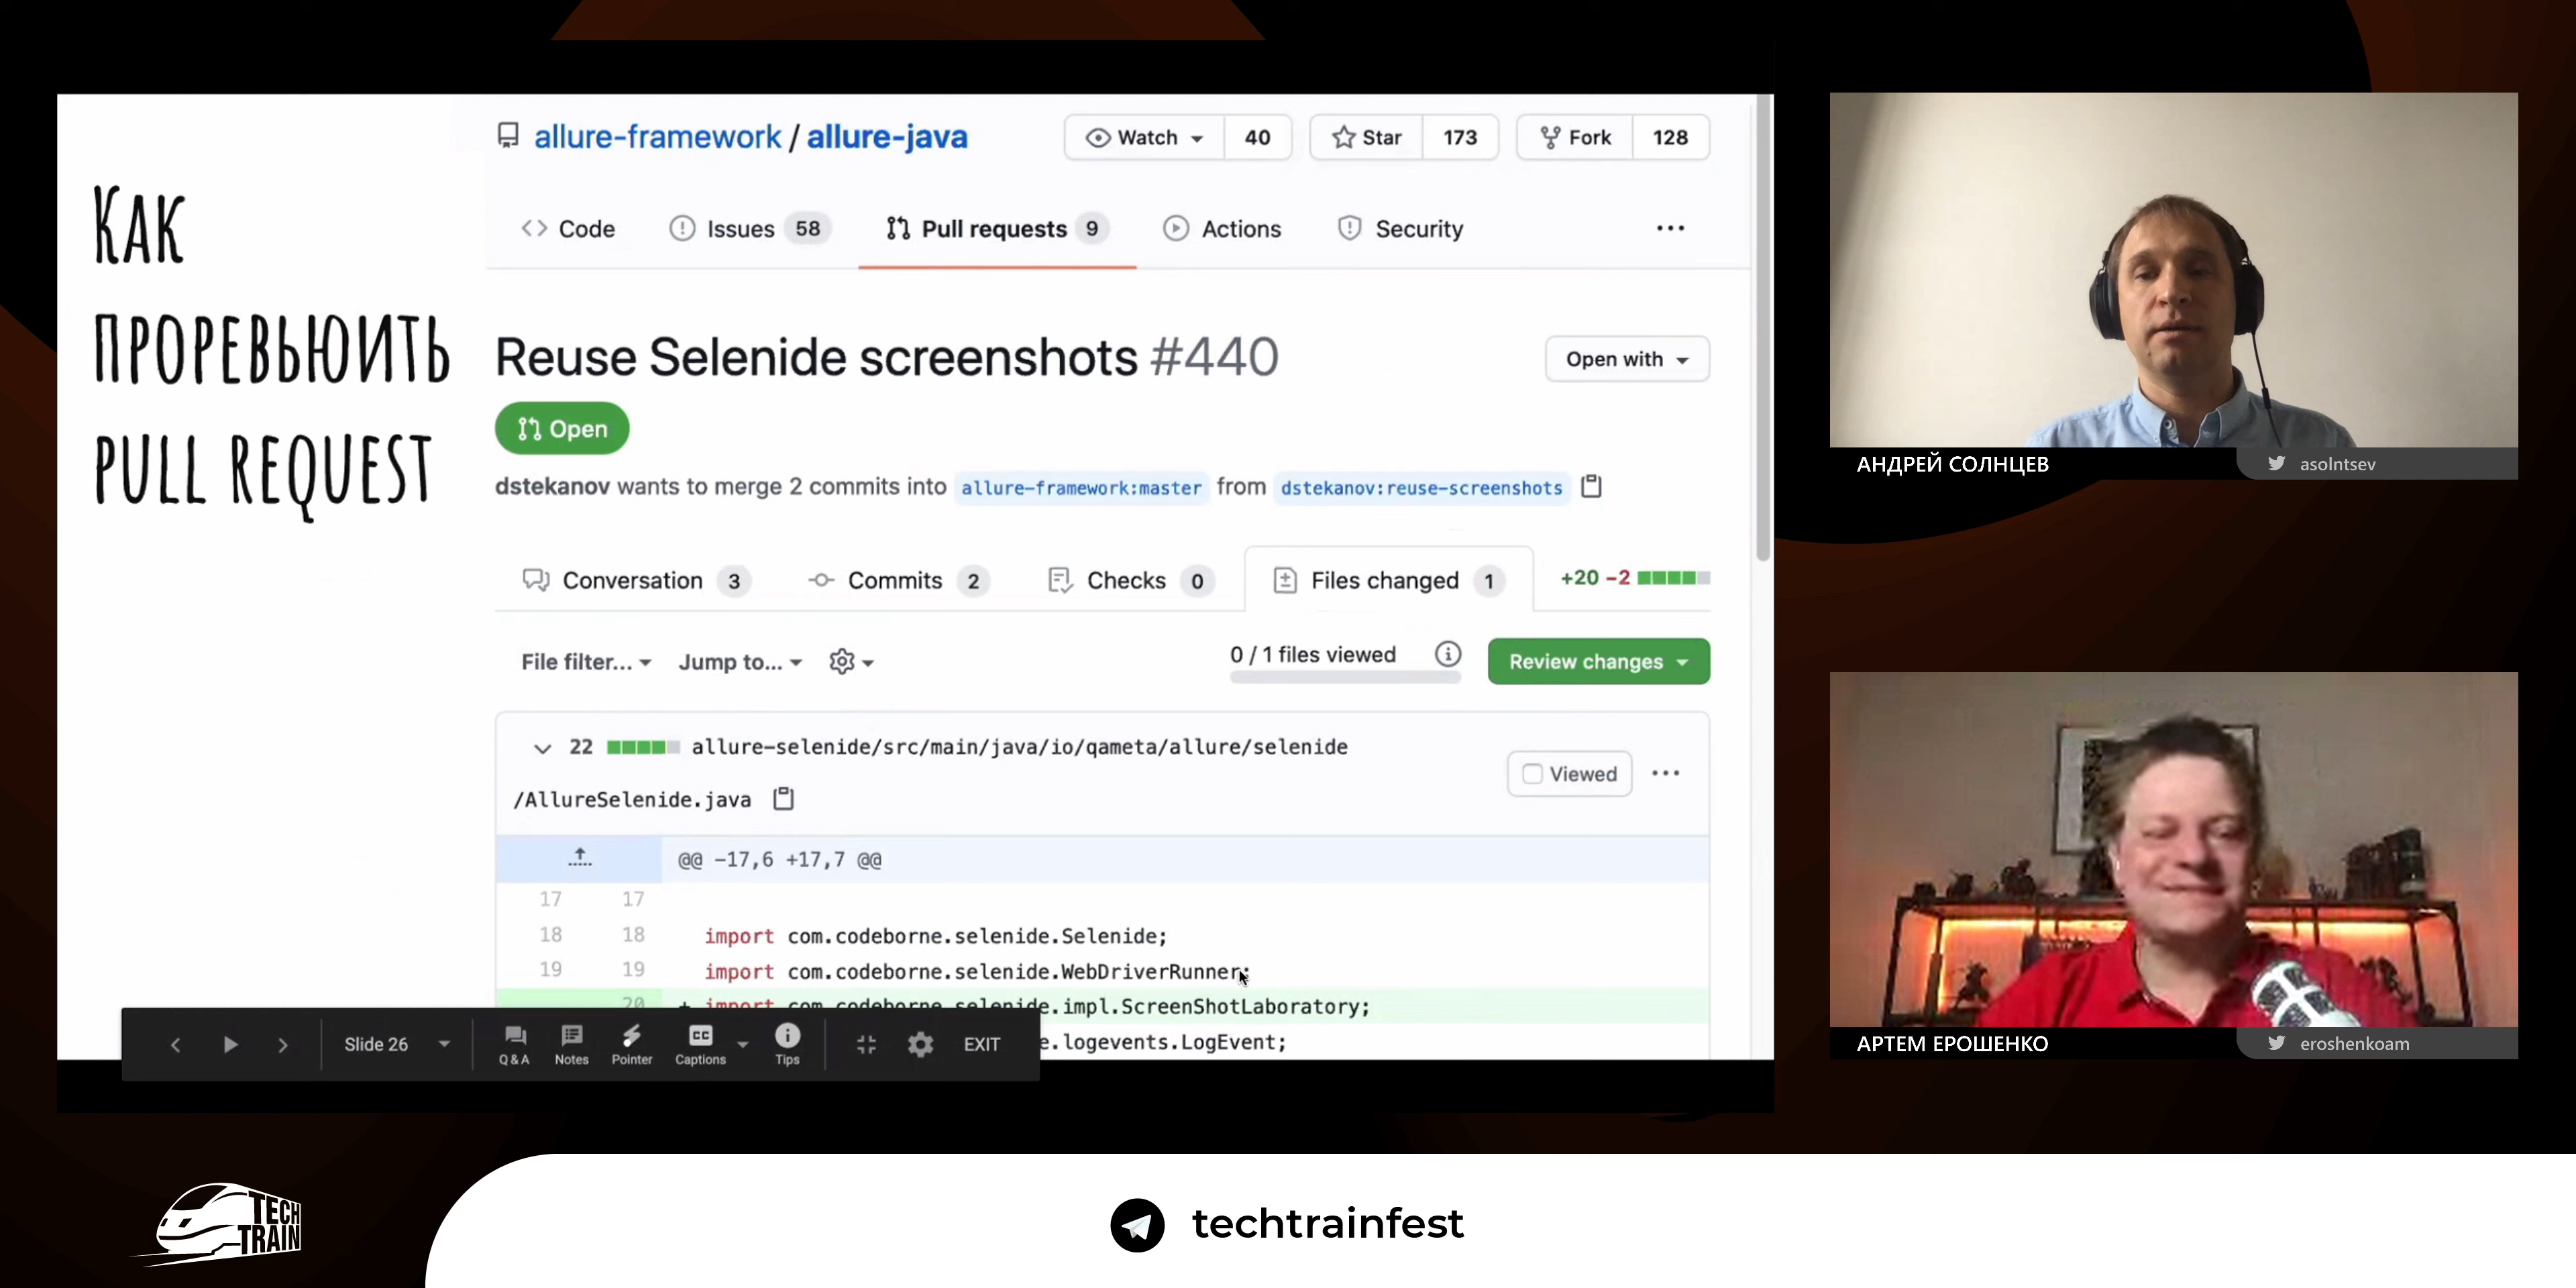 Как
проревьюить
pull request
allure-framework / allure-java
Watch 40
Star 173
Fork 128
Code
Issues 58
Pull requests 9
Actions
Security
Reuse Selenide screenshots #440
Open with
Open
dstekanov wants to merge 2 commits into allure-framework:master from dstekanov:reuse-screenshots
Conversation 3
Commits 2
Checks 0
Files changed 1
+20 −2
File filter...
Jump to...
0 / 1 files viewed
Review changes
22 allure-selenide/src/main/java/io/qameta/allure/selenide
/AllureSelenide.java
Viewed
@@ -17,6 +17,7 @@
17 17
18 18 import com.codeborne.selenide.Selenide;
19 19 import com.codeborne.selenide.WebDriverRunner;
20 + import com.codeborne.selenide.impl.ScreenShotLaboratory;
e.logevents.LogEvent;
Slide 26
Q & A
Notes
Pointer
CC
Captions
Tips
EXIT
АНДРЕЙ СОЛНЦЕВ
asolntsev
АРТЕМ ЕРОШЕНКО
eroshenkoam
TECH
TRAIN
techtrainfest